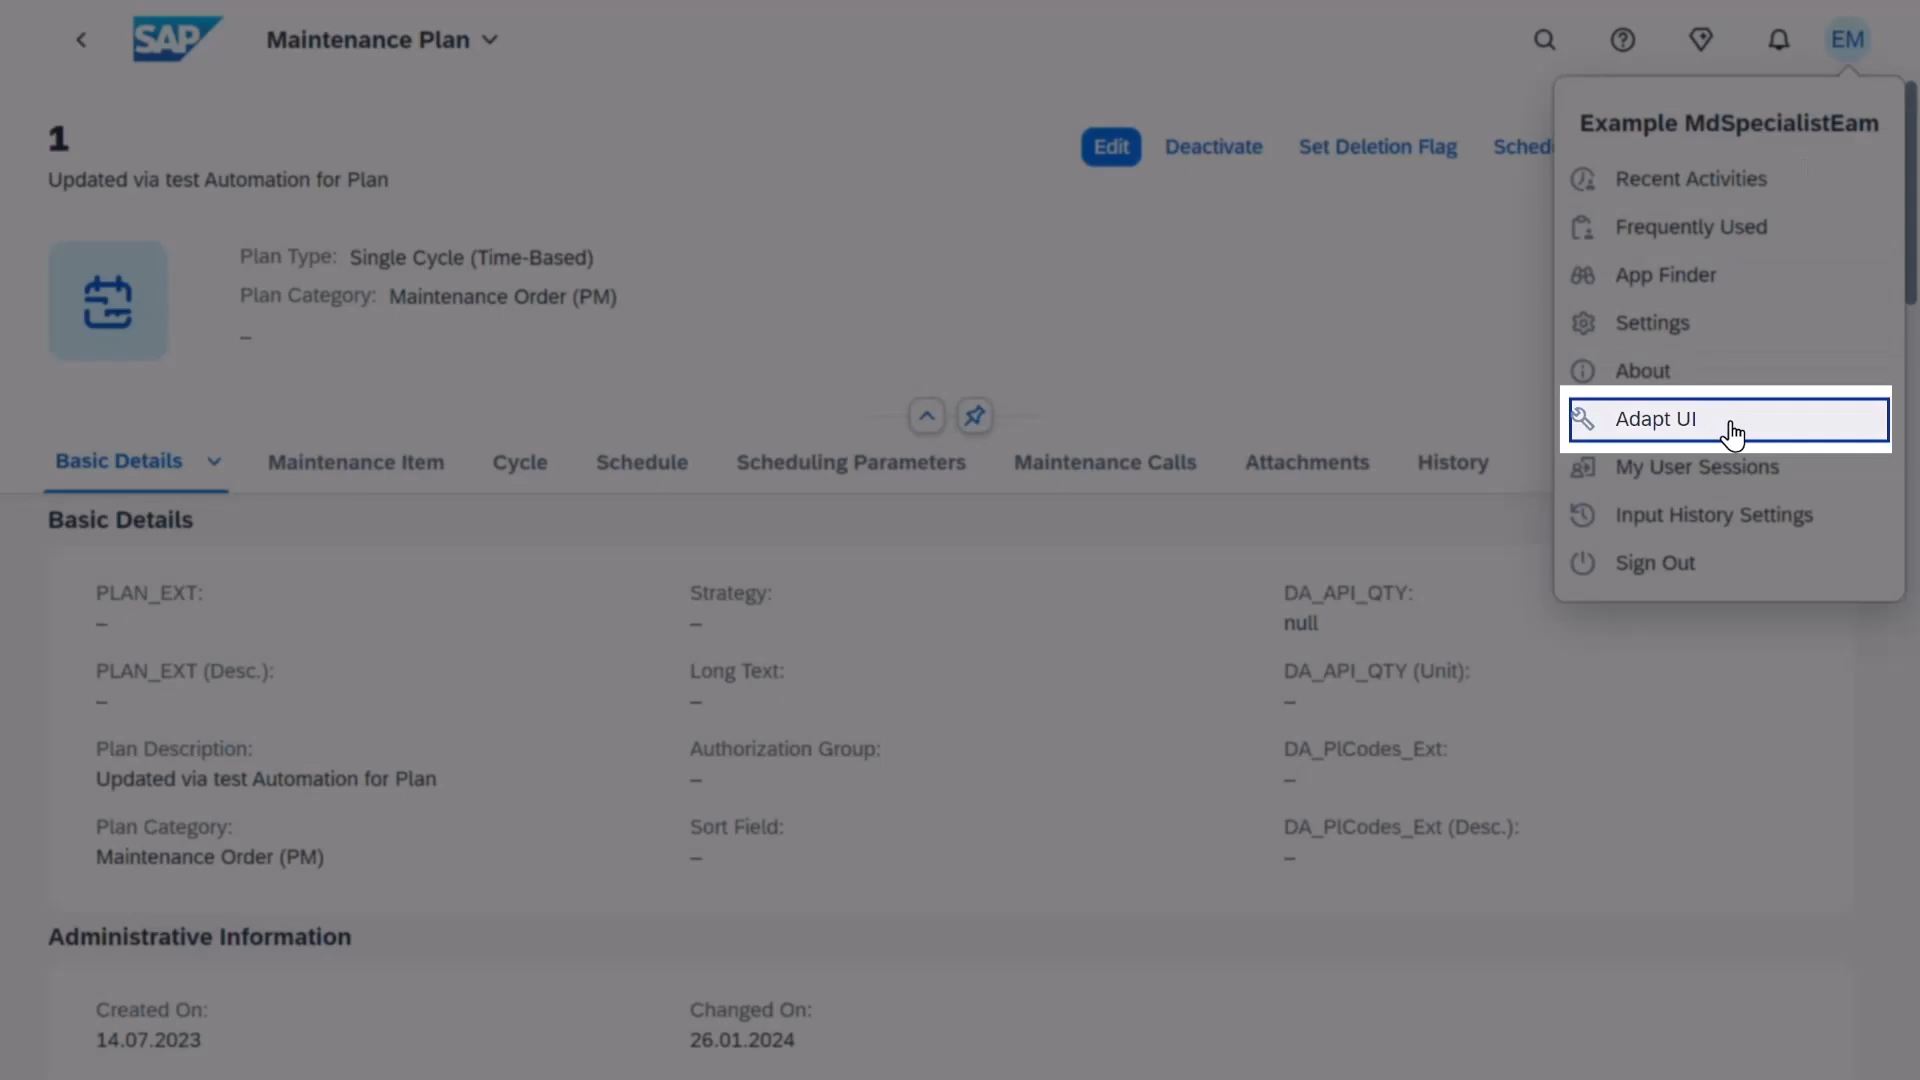 SAP
Maintenance Plan
EM
1
Updated via test Automation for Plan
Edit
Deactivate
Set Deletion Flag
Plan Type: Single Cycle (Time-Based)
Plan Category: Maintenance Order (PM)
–
Example MdSpecialistEam
Recent Activities
Frequently Used
App Finder
Settings
About
Adapt UI
My User Sessions
Input History Settings
Sign Out
Basic Details
Maintenance Item
Cycle
Schedule
Scheduling Parameters
Maintenance Calls
Attachments
History
Basic Details
PLAN_EXT:
–
PLAN_EXT (Desc.):
–
Plan Description:
Updated via test Automation for Plan
Plan Category:
Maintenance Order (PM)
Strategy:
–
Long Text:
–
Authorization Group:
–
Sort Field:
–
DA_API_QTY:
null
DA_API_QTY (Unit):
–
DA_PlCodes_Ext:
–
DA_PlCodes_Ext (Desc.):
–
Administrative Information
Created On:
14.07.2023
Changed On:
26.01.2024